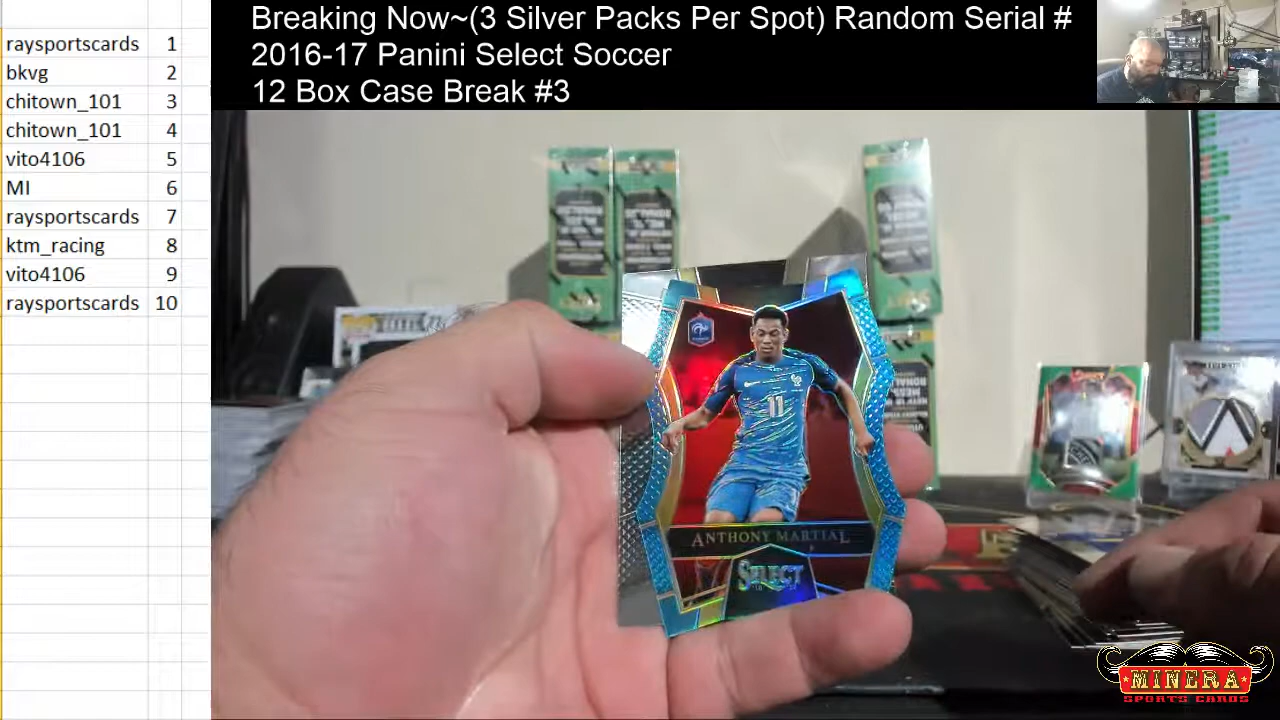 Breaking Now~(3 Silver Packs Per Spot) Random Serial #
2016-17 Panini Select Soccer
12 Box Case Break #3
raysportscards 1
bkvg 2
chitown_101 3
chitown_101 4
vito4106 5
MI 6
raysportscards 7
ktm_racing 8
vito4106 9
raysportscards 10
11
ANTHONY MARTIAL
SELECT
MINERA
SPORTS CARDS